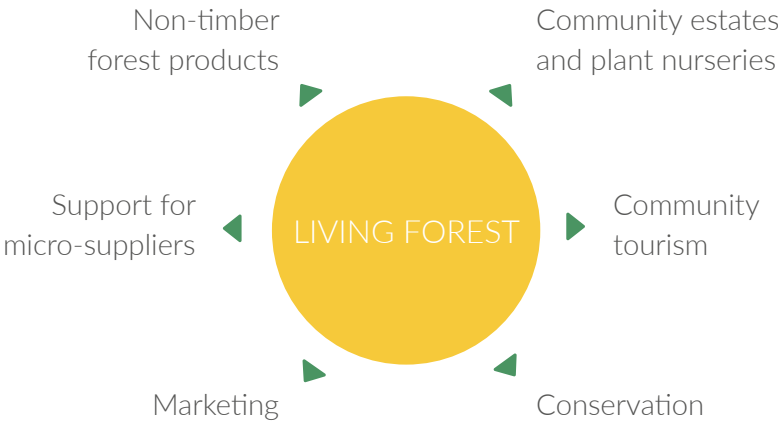 Non-timber
forest products
Community estates
and plant nurseries
Support for
micro-suppliers
LIVING FOREST
Community
tourism
Marketing
Conservation